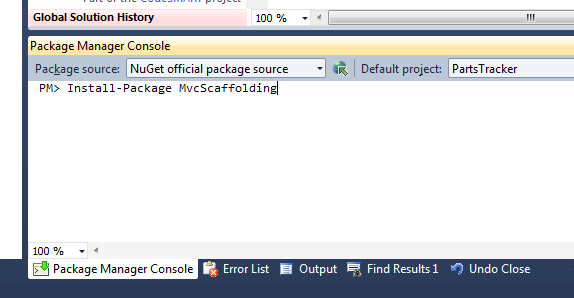 Part of the CodeSMART project
Global Solution History
100 %
Package Manager Console
Package source: NuGet official package source Default project: PartsTracker
PM> Install-Package MvcScaffolding
100 %
Package Manager Console Error List Output Find Results 1 Undo Close